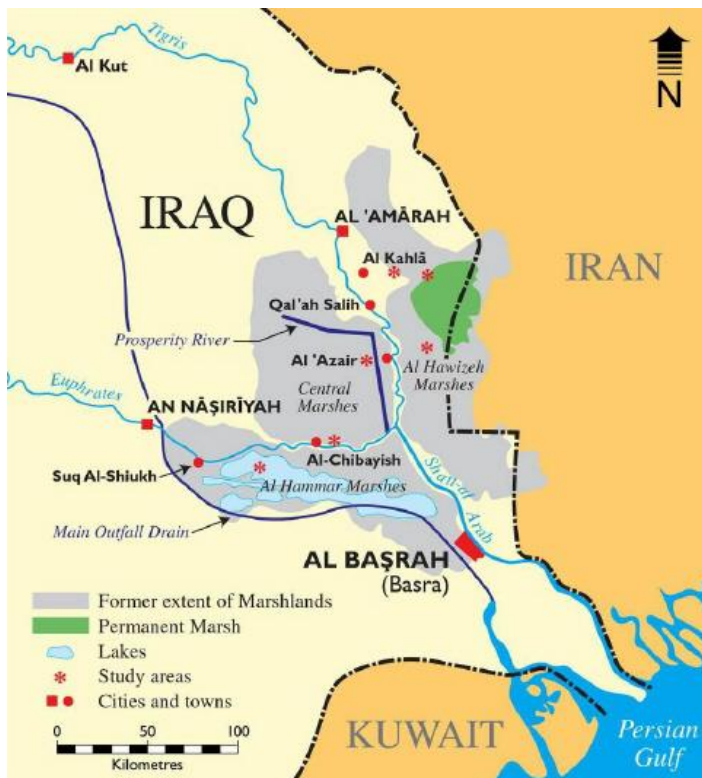 Tigris
Al Kut
N
IRAQ
AL 'AMĀRAH
Al Kahlā
IRAN
Qal'ah Salih
Prosperity River
Al 'Azair
Al Hawizeh
Marshes
Central
Marshes
Euphrates
AN NĀṢIRĪYAH
Al-Chibayish
Suq Al-Shiukh
Al Hammar Marshes
Shatt-al
Arab
Main Outfall Drain
AL BAṢRAH
(Basra)
Former extent of Marshlands
Permanent Marsh
Lakes
Study areas
Cities and towns
0 50 100
Kilometres
KUWAIT
Persian
Gulf